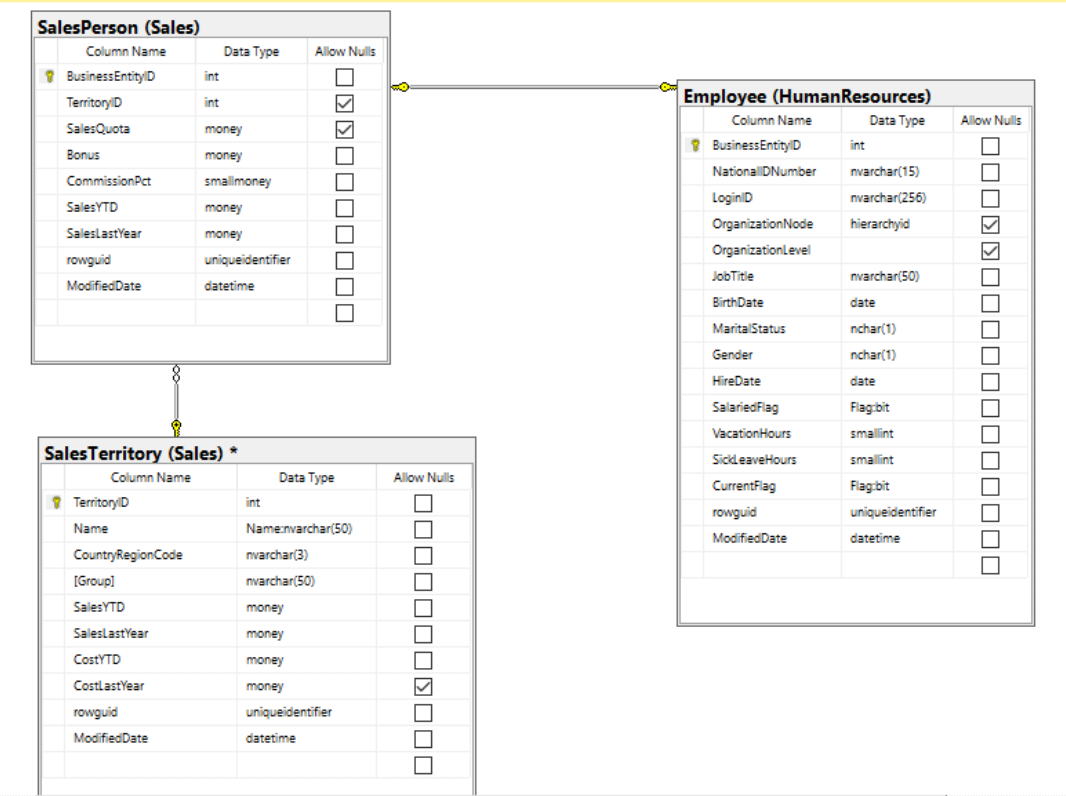 SalesPerson (Sales)
Column Name Data Type Allow Nulls
BusinessEntityID int
TerritoryID int
SalesQuota money
Bonus money
CommissionPct smallmoney
SalesYTD money
SalesLastYear money
rowguid uniqueidentifier
ModifiedDate datetime
Employee (HumanResources)
Column Name Data Type Allow Nulls
BusinessEntityID int
NationalIDNumber nvarchar(15)
LoginID nvarchar(256)
OrganizationNode hierarchyid
OrganizationLevel
JobTitle nvarchar(50)
BirthDate date
MaritalStatus nchar(1)
Gender nchar(1)
HireDate date
SalariedFlag Flag:bit
VacationHours smallint
SickLeaveHours smallint
CurrentFlag Flag:bit
rowguid uniqueidentifier
ModifiedDate datetime
SalesTerritory (Sales) *
Column Name Data Type Allow Nulls
TerritoryID int
Name Name:nvarchar(50)
CountryRegionCode nvarchar(3)
[Group] nvarchar(50)
SalesYTD money
SalesLastYear money
CostYTD money
CostLastYear money
rowguid uniqueidentifier
ModifiedDate datetime